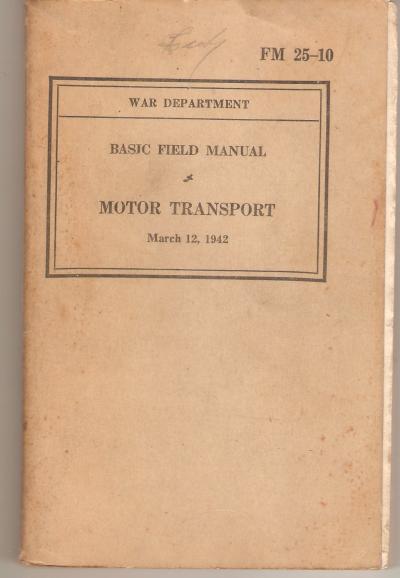 FM 25–10
WAR DEPARTMENT
BASIC FIELD MANUAL
MOTOR TRANSPORT
March 12, 1942